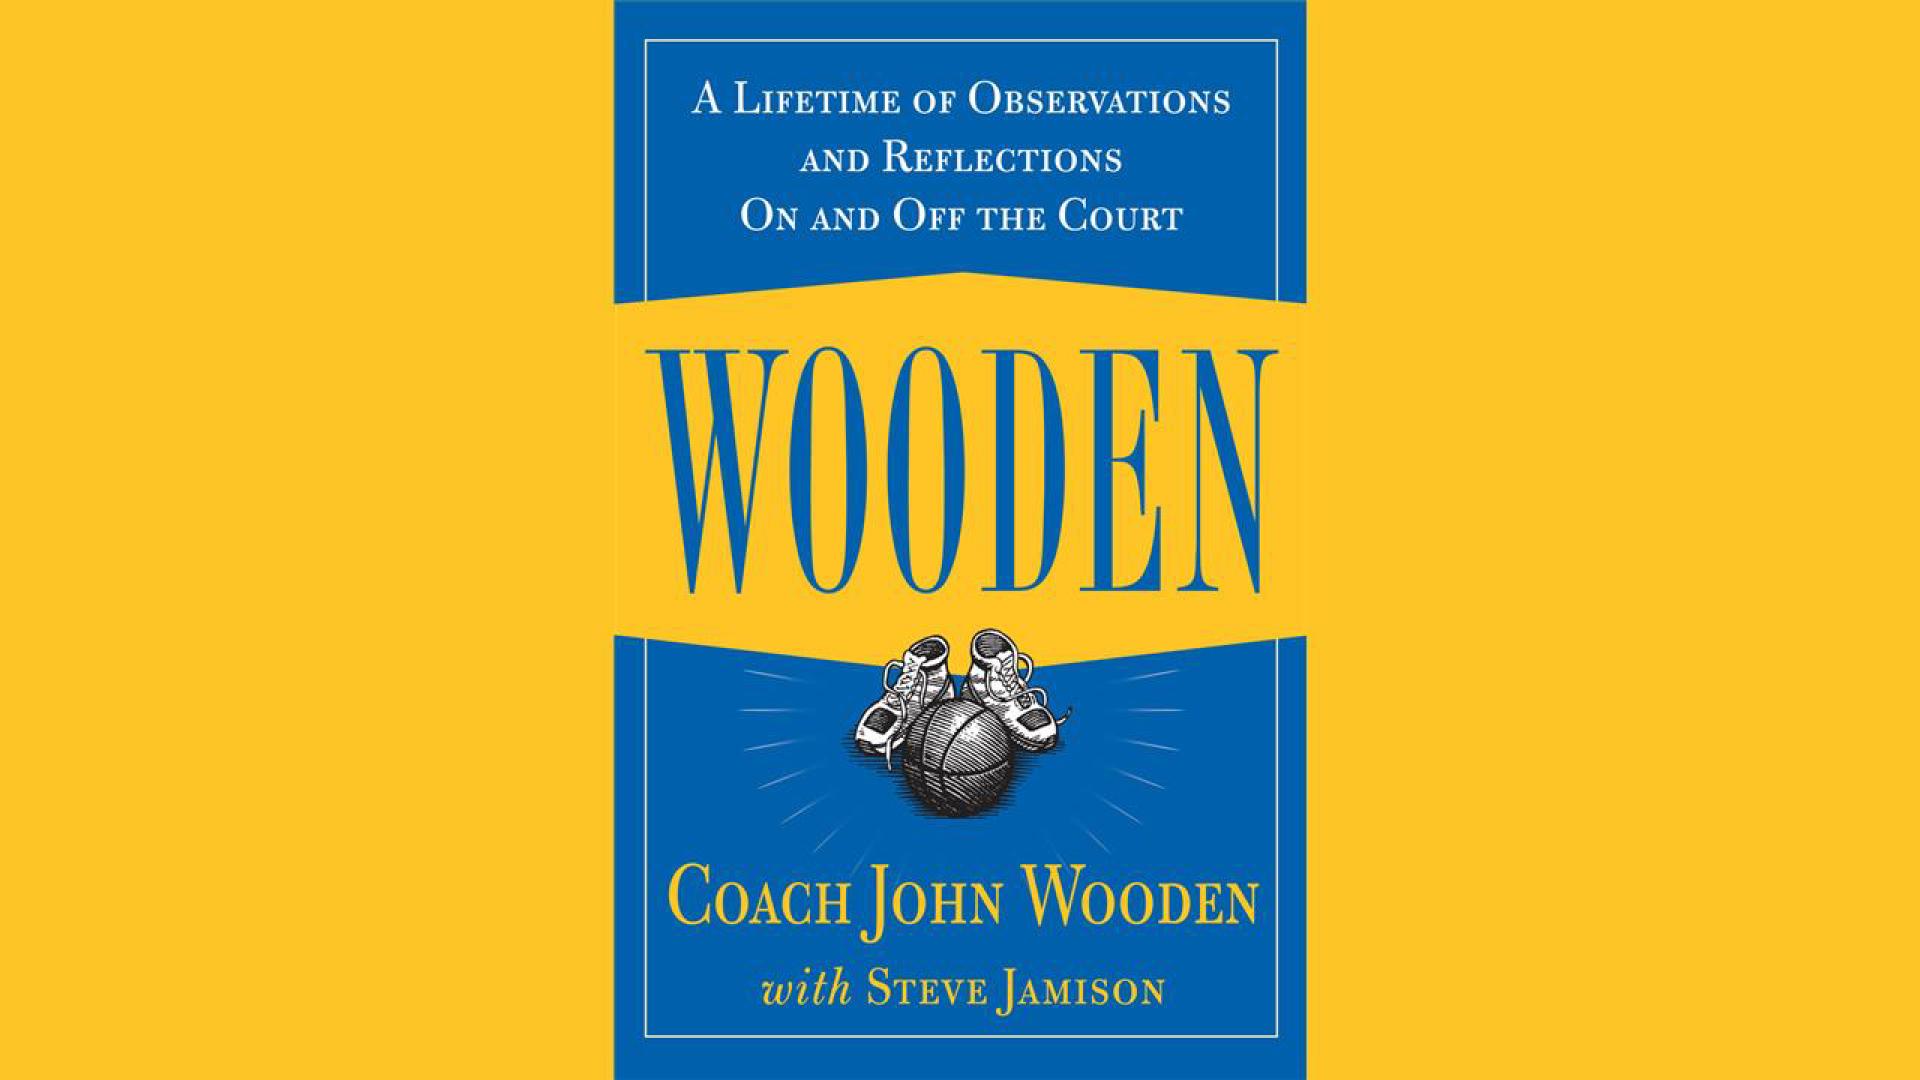 A Lifetime of Observations
and Reflections
On and Off the Court
WOODEN
Coach John Wooden
with Steve Jamison